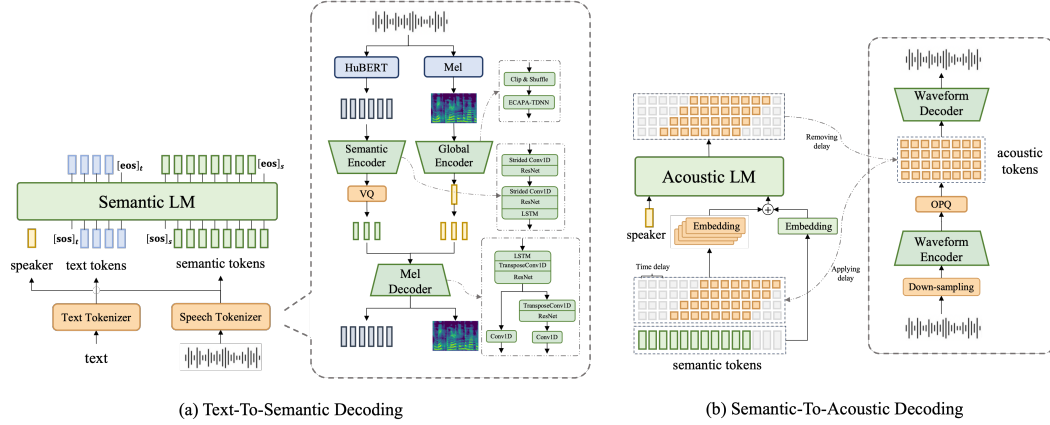 HuBERT
Mel
Clip & Shuffle
ECAPA-TDNN
Semantic
Encoder
Global
Encoder
Strided Conv1D
ResNet
Strided Conv1D
ResNet
LSTM
VQ
[eos]t
[eos]s
Semantic LM
[sos]t
[sos]s
speaker
text tokens
semantic tokens
Text Tokenizer
Speech Tokenizer
text
Mel
Decoder
LSTM
TransposeConv1D
ResNet
TransposeConv1D
ResNet
Conv1D
Conv1D
(a) Text-To-Semantic Decoding
Acoustic LM
speaker
Embedding
Embedding
Time delay
semantic tokens
Removing
delay
Applying
delay
Waveform
Decoder
acoustic
tokens
OPQ
Waveform
Encoder
Down-sampling
(b) Semantic-To-Acoustic Decoding